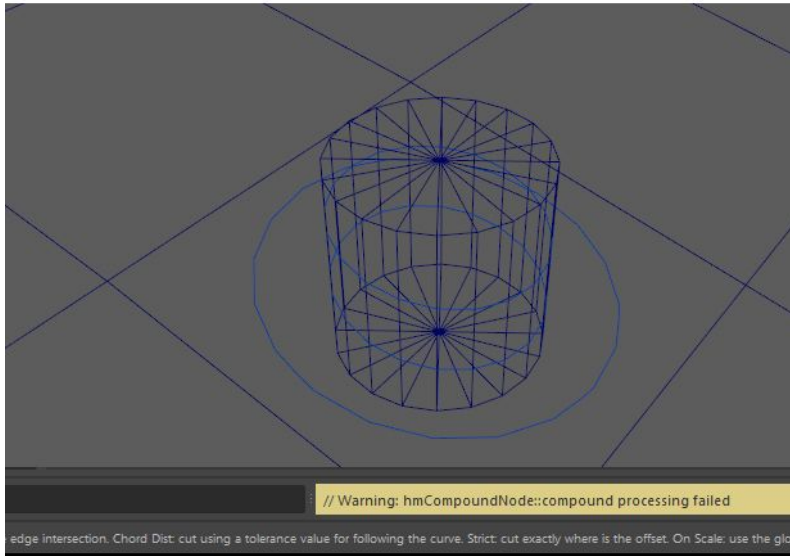 // Warning: hmCompoundNode::compound processing failed
edge intersection. Chord Dist: cut using a tolerance value for following the curve. Strict: cut exactly where is the offset. On Scale: use the glo